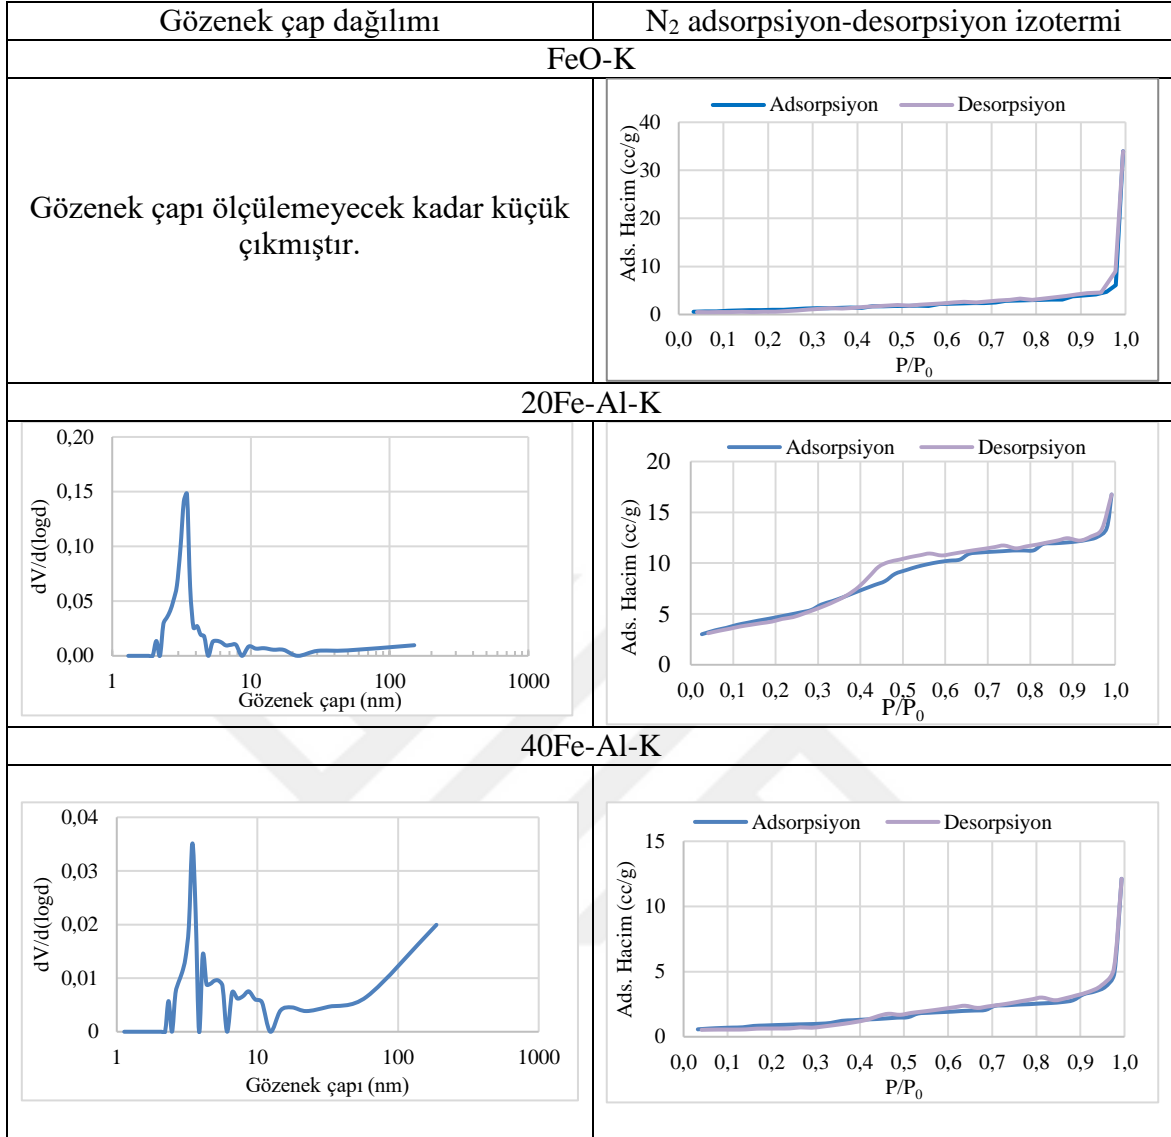 Gözenek çap dağılımı
N₂ adsorpsiyon-desorpsiyon izotermi
FeO-K
Gözenek çapı ölçülemeyecek kadar küçük
çıkmıştır.
Adsorpsiyon Desorpsiyon
Ads. Hacim (cc/g)
40
30
20
10
0
0,0 0,1 0,2 0,3 0,4 0,5 0,6 0,7 0,8 0,9 1,0
P/P₀
20Fe-Al-K
dV/d(logd)
0,20
0,15
0,10
0,05
0,00
1 10 100 1000
Gözenek çapı (nm)
Adsorpsiyon Desorpsiyon
Ads. Hacim (cc/g)
20
15
10
5
0
0,0 0,1 0,2 0,3 0,4 0,5 0,6 0,7 0,8 0,9 1,0
P/P₀
40Fe-Al-K
dV/d(logd)
0,04
0,03
0,02
0,01
0
1 10 100 1000
Gözenek çapı (nm)
Adsorpsiyon Desorpsiyon
Ads. Hacim (cc/g)
15
10
5
0
0,0 0,1 0,2 0,3 0,4 0,5 0,6 0,7 0,8 0,9 1,0
P/P₀